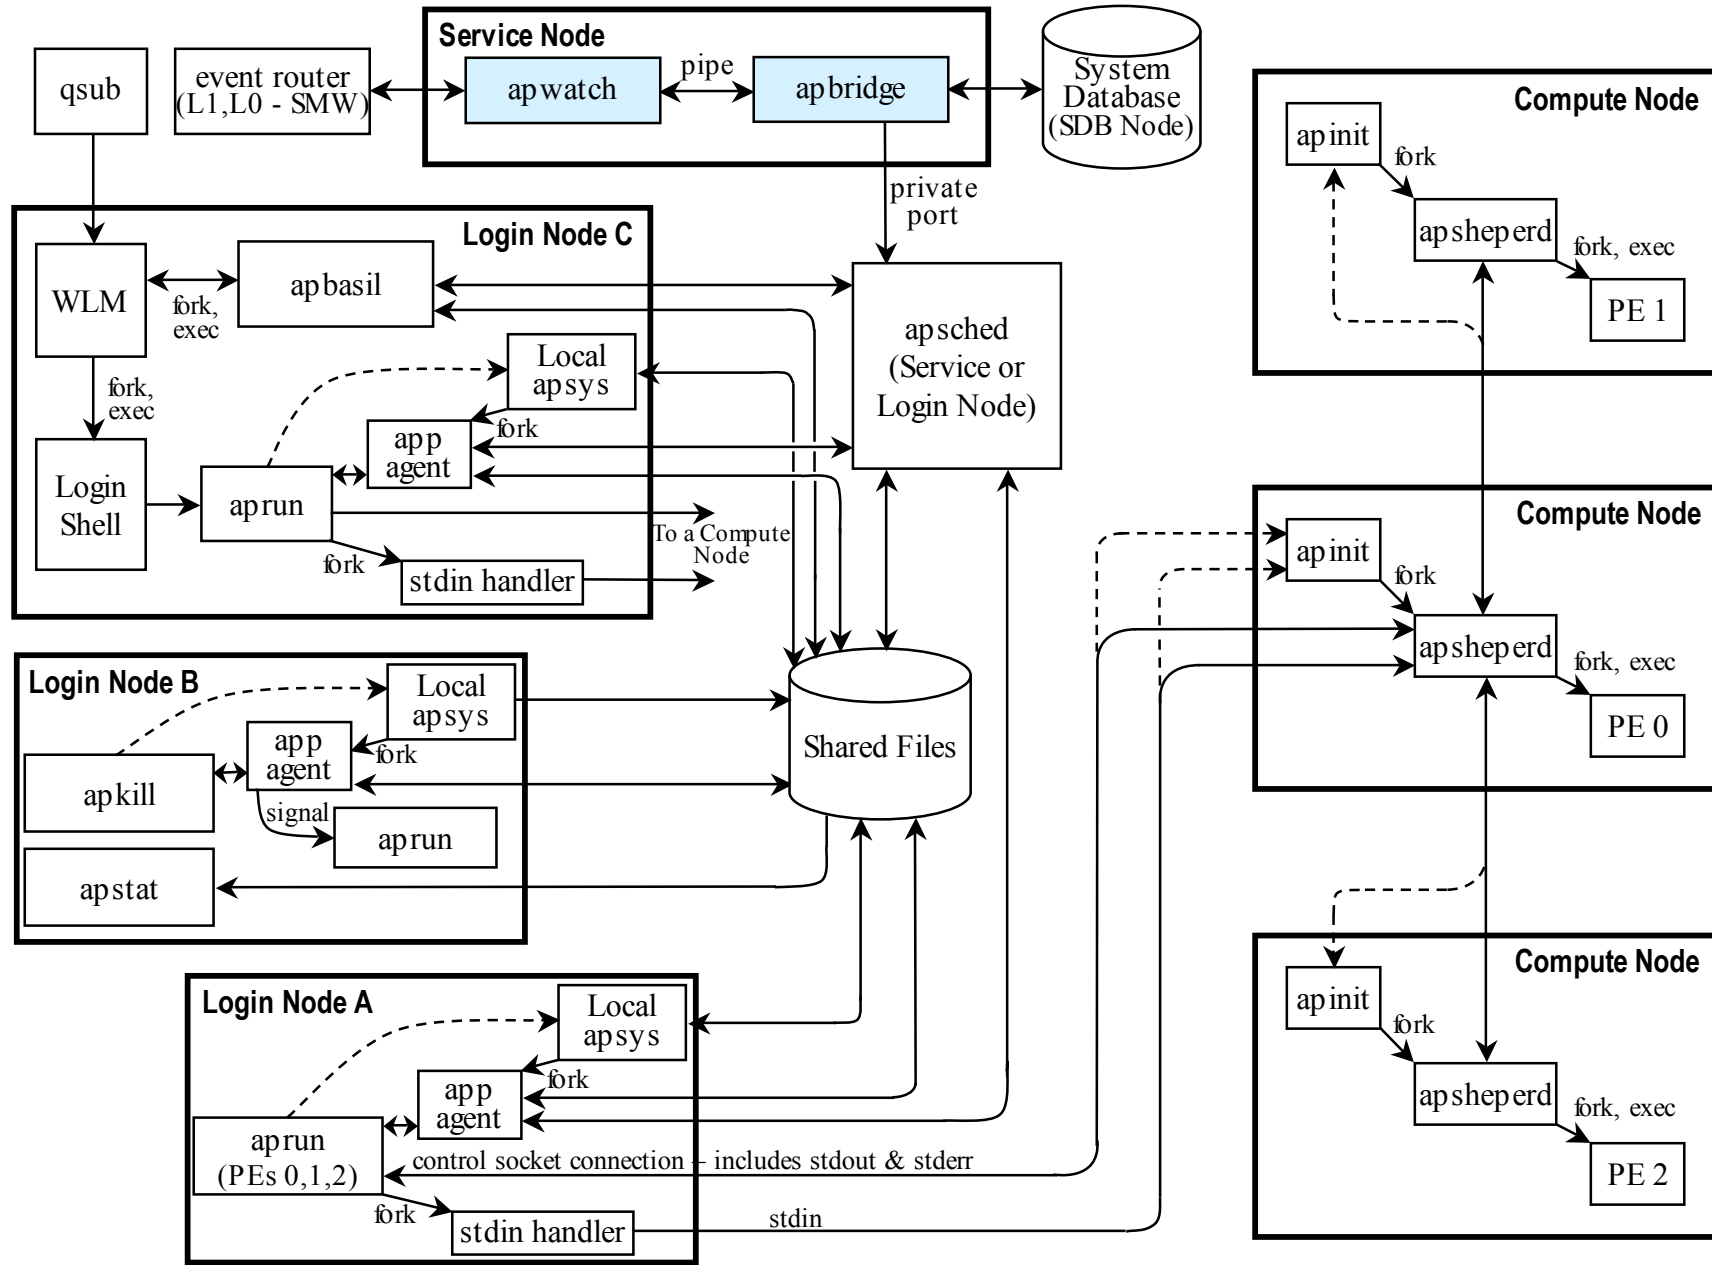 Service Node
qsub
event router
(L1,L0 - SMW)
apwatch
pipe
apbridge
System
Database
(SDB Node)
private
port
Login Node C
WLM
fork,
exec
apbasil
apsched
(Service or
Login Node)
Local
apsys
fork,
exec
fork
app
agent
Login
Shell
aprun
To a Compute
Node
fork
stdin handler
Login Node B
Local
apsys
app
agent
fork
apkill
signal
aprun
apstat
Shared Files
Login Node A
Local
apsys
fork
app
agent
aprun
(PEs 0,1,2)
control socket connection – includes stdout & stderr
fork
stdin handler
stdin
Compute Node
apinit
fork
apsheperd
fork, exec
PE 1
Compute Node
apinit
fork
apsheperd
fork, exec
PE 0
Compute Node
apinit
fork
apsheperd
fork, exec
PE 2